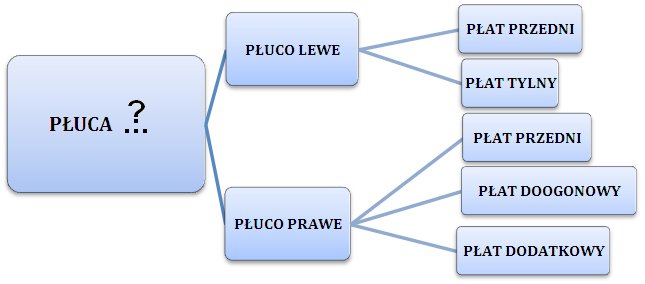 PŁUCA ?
...
PŁUCO LEWE
PŁAT PRZEDNI
PŁAT TYLNY
PŁUCO PRAWE
PŁAT PRZEDNI
PŁAT DOOGONOWY
PŁAT DODATKOWY